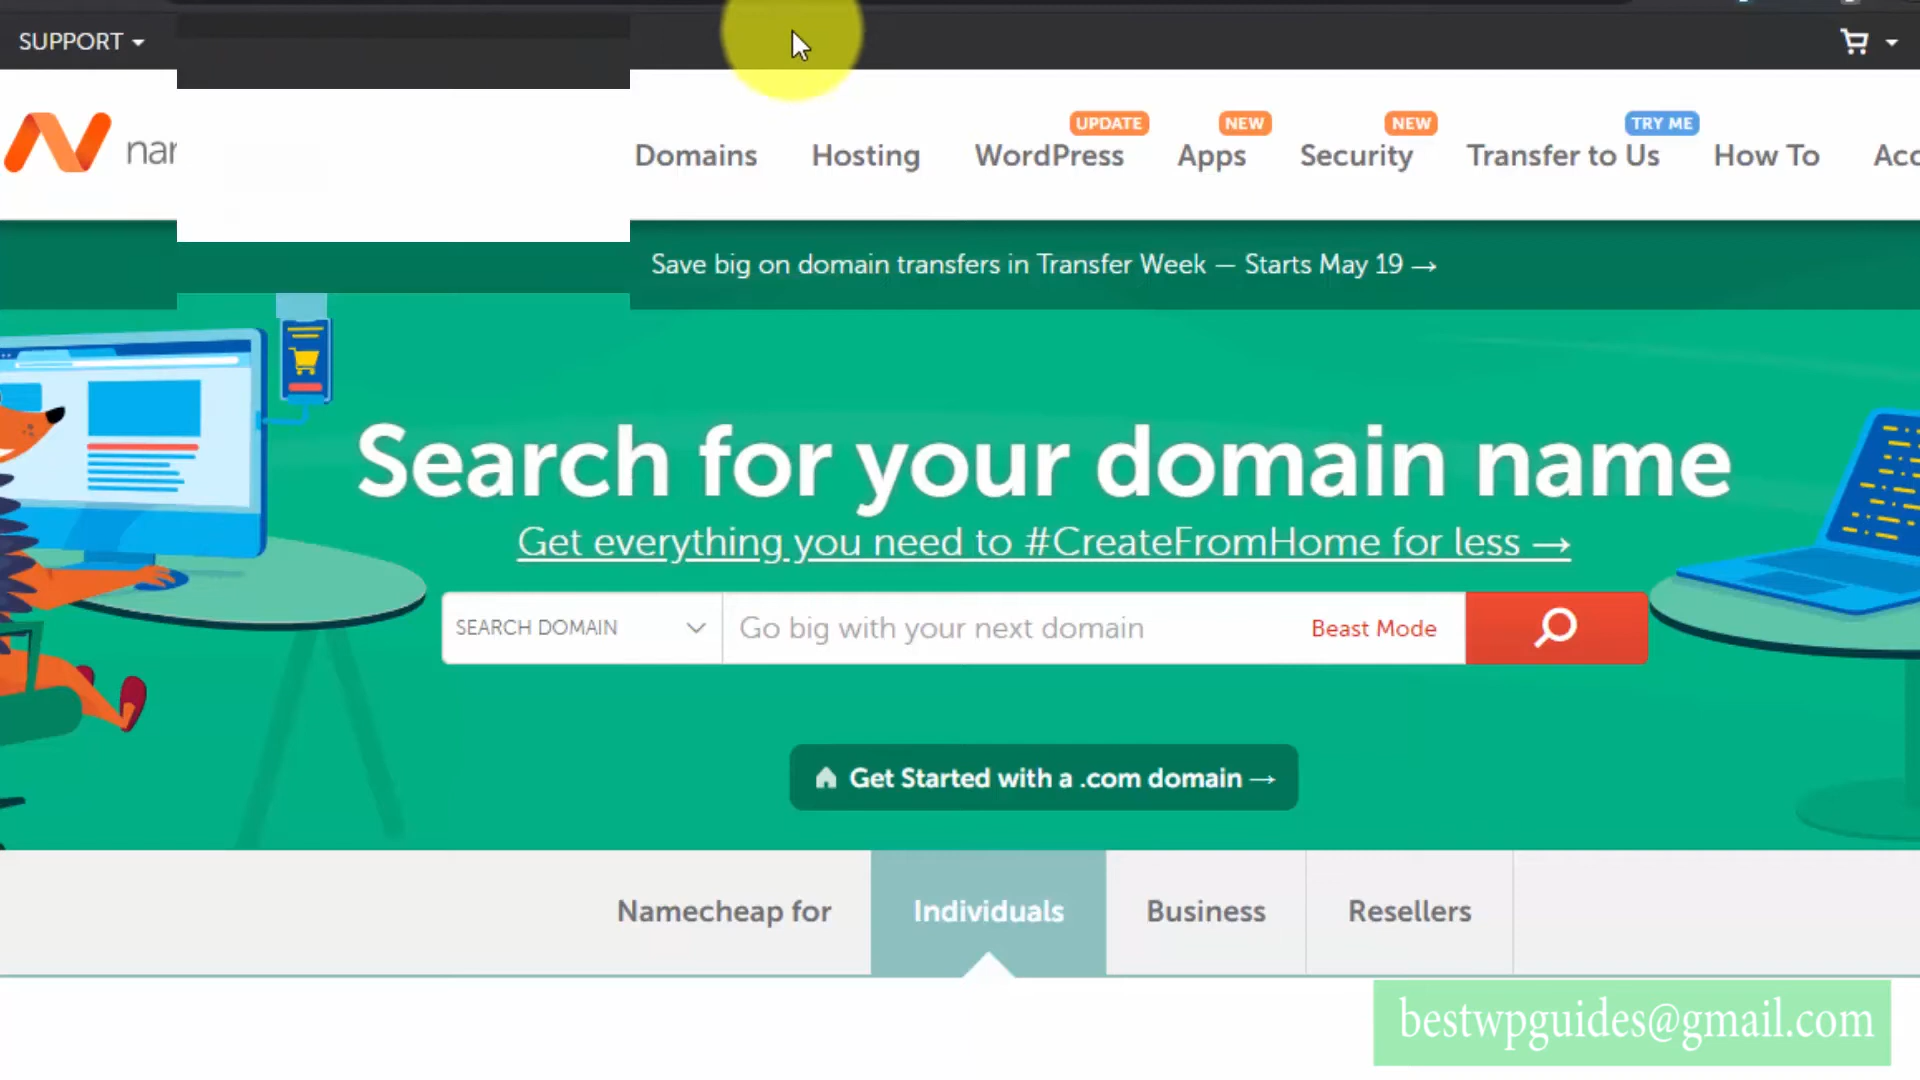 SUPPORT
nar
UPDATE NEW NEW TRY ME
Domains Hosting WordPress Apps Security Transfer to Us How To Acc
Save big on domain transfers in Transfer Week — Starts May 19 →
Search for your domain name
Get everything you need to #CreateFromHome for less →
SEARCH DOMAIN Go big with your next domain Beast Mode
Get Started with a .com domain →
Namecheap for Individuals Business Resellers
bestwpguides@gmail.com